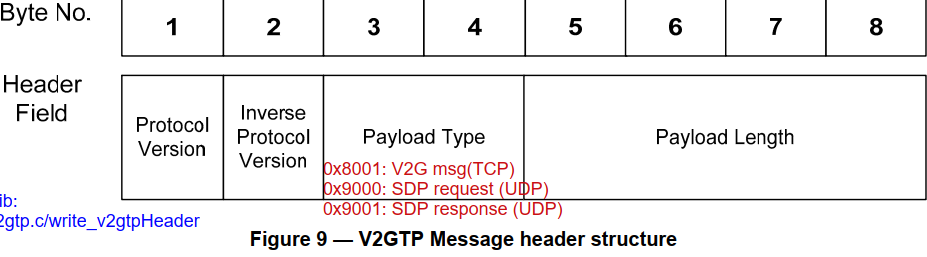 Byte No.
1 2 3 4 5 6 7 8
Header
Field
Protocol
Version
Inverse
Protocol
Version
Payload Type
Payload Length
0x8001: V2G msg(TCP)
0x9000: SDP request (UDP)
0x9001: SDP response (UDP)
ib:
2gtp.c/write_v2gtpHeader
Figure 9 — V2GTP Message header structure